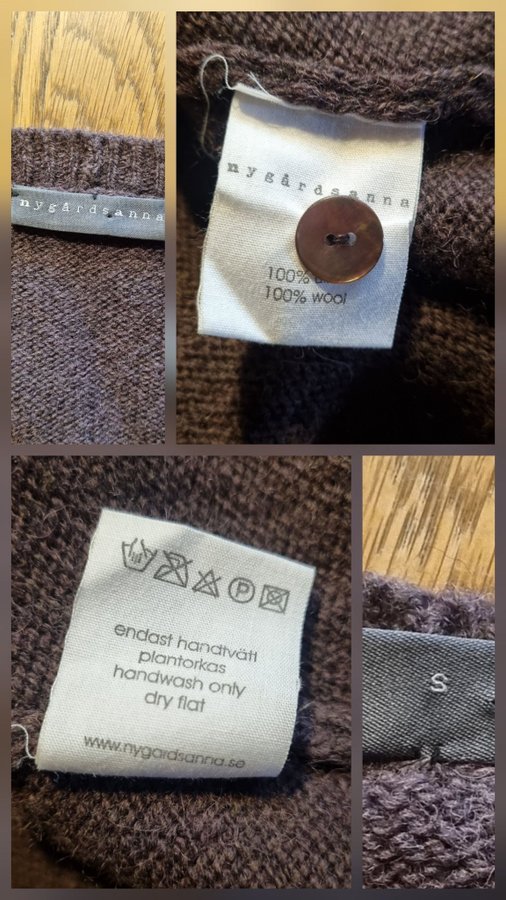 nygårdsanna
nygårdsanna
100%
100% wool
endast handtvätt
plantorkas
handwash only
dry flat
www.nygardsanna.se
P
S